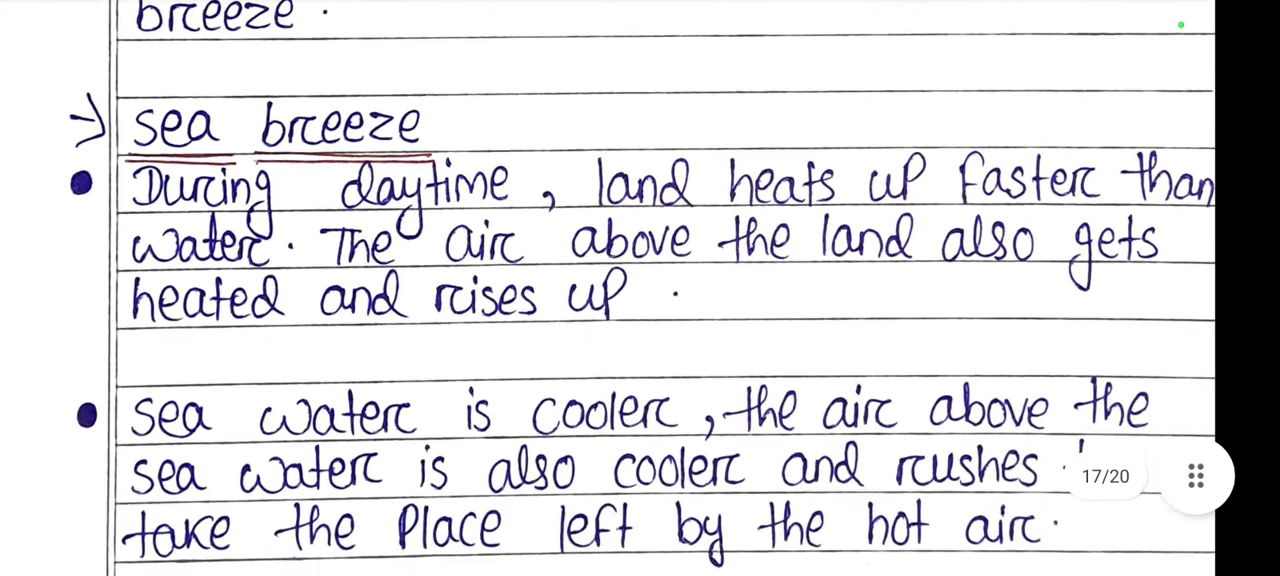 breeze.
→ sea breeze
• During daytime, land heats up faster than
water. The air above the land also gets
heated and rises up.
• sea water is cooler, the air above the
sea water is also cooler and rushes
17/20
take the place left by the hot air.